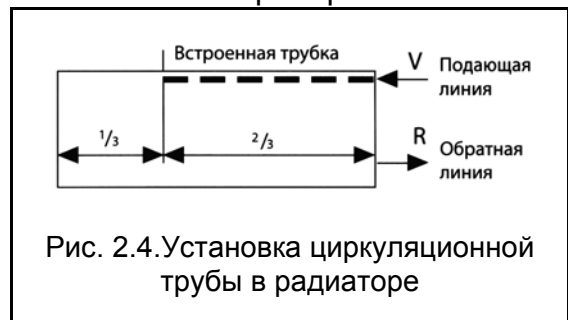 Встроенная трубка
V Подающая
линия
1/3
2/3
R Обратная
линия
Рис. 2.4.Установка циркуляционной
трубы в радиаторе